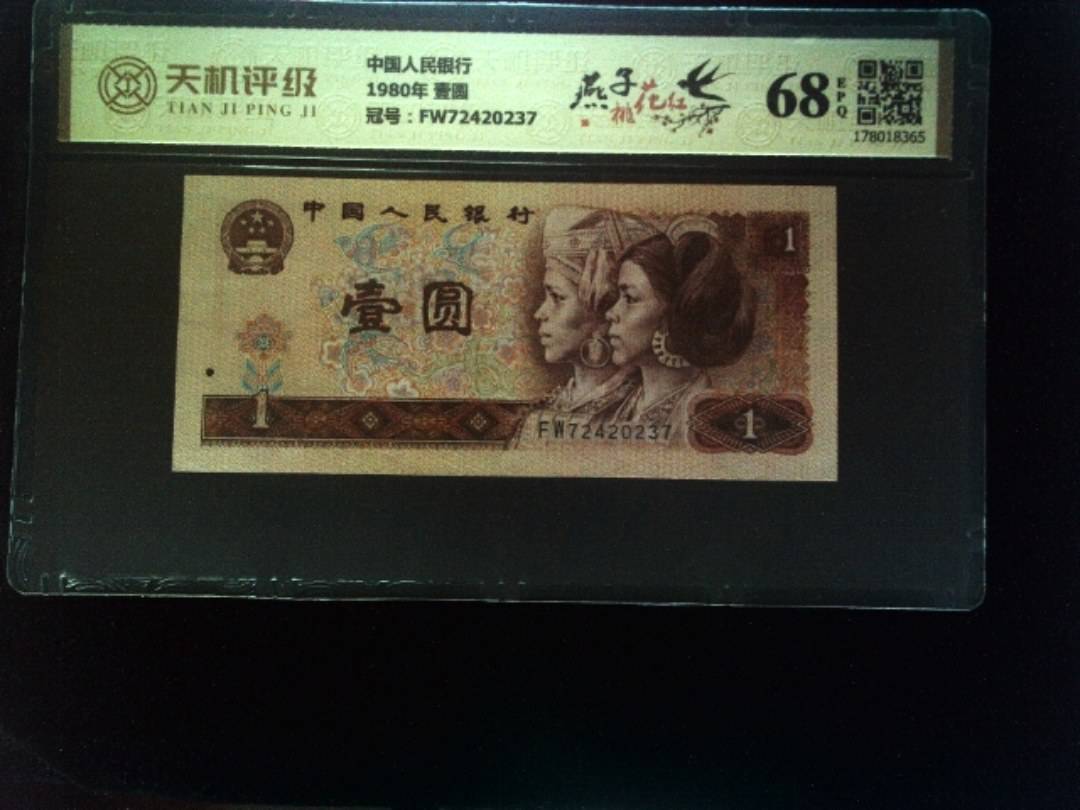 天机评级
TIAN JI PING JI
中国人民银行
1980年 壹圆
冠号：FW72420237
燕子桃花红
68
EPQ
178018365
中国人民银行
1
壹圆
1
FW72420237
1